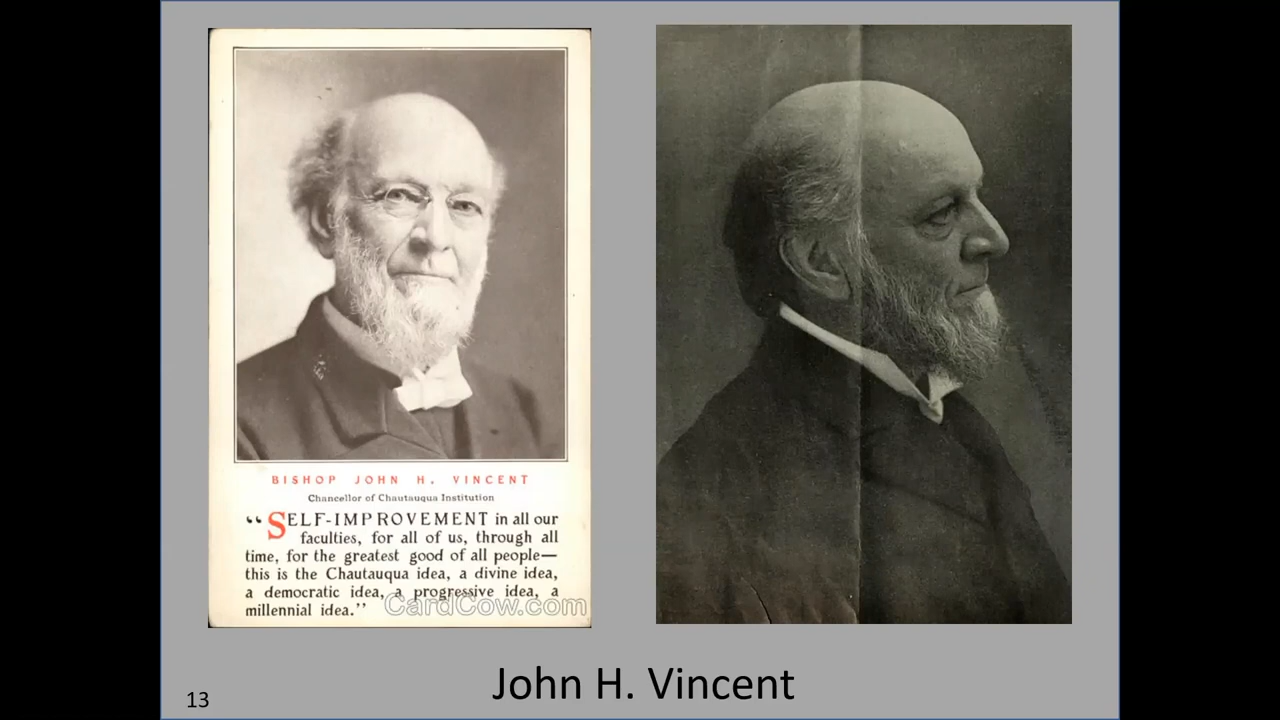 BISHOP JOHN H. VINCENT
Chancellor of Chautauqua Institution
“SELF-IMPROVEMENT in all our
faculties, for all of us, through all
time, for the greatest good of all people—
this is the Chautauqua idea, a divine idea,
a democratic idea, a progressive idea, a
millennial idea.”
CardCow.com
John H. Vincent
13